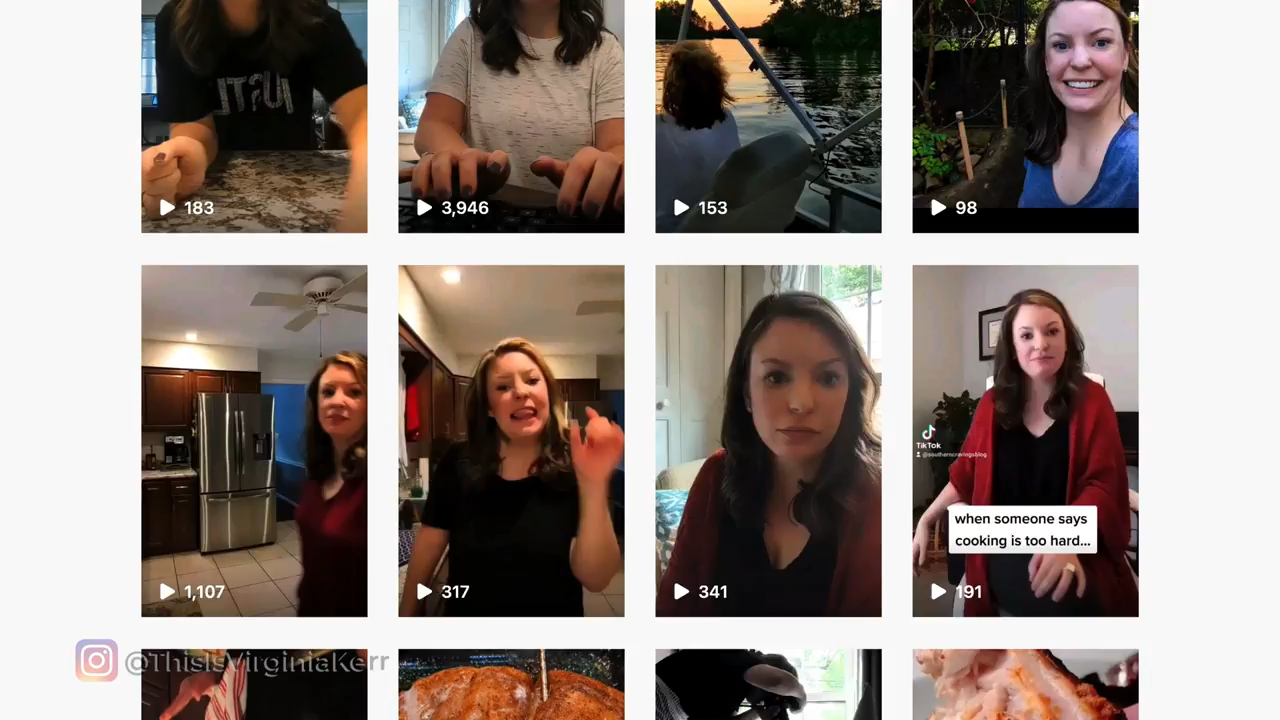 183
3,946
153
98
1,107
317
341
TikTok
@southerncravingsblog
when someone says
cooking is too hard...
191
@ThisIsVirginiaKerr